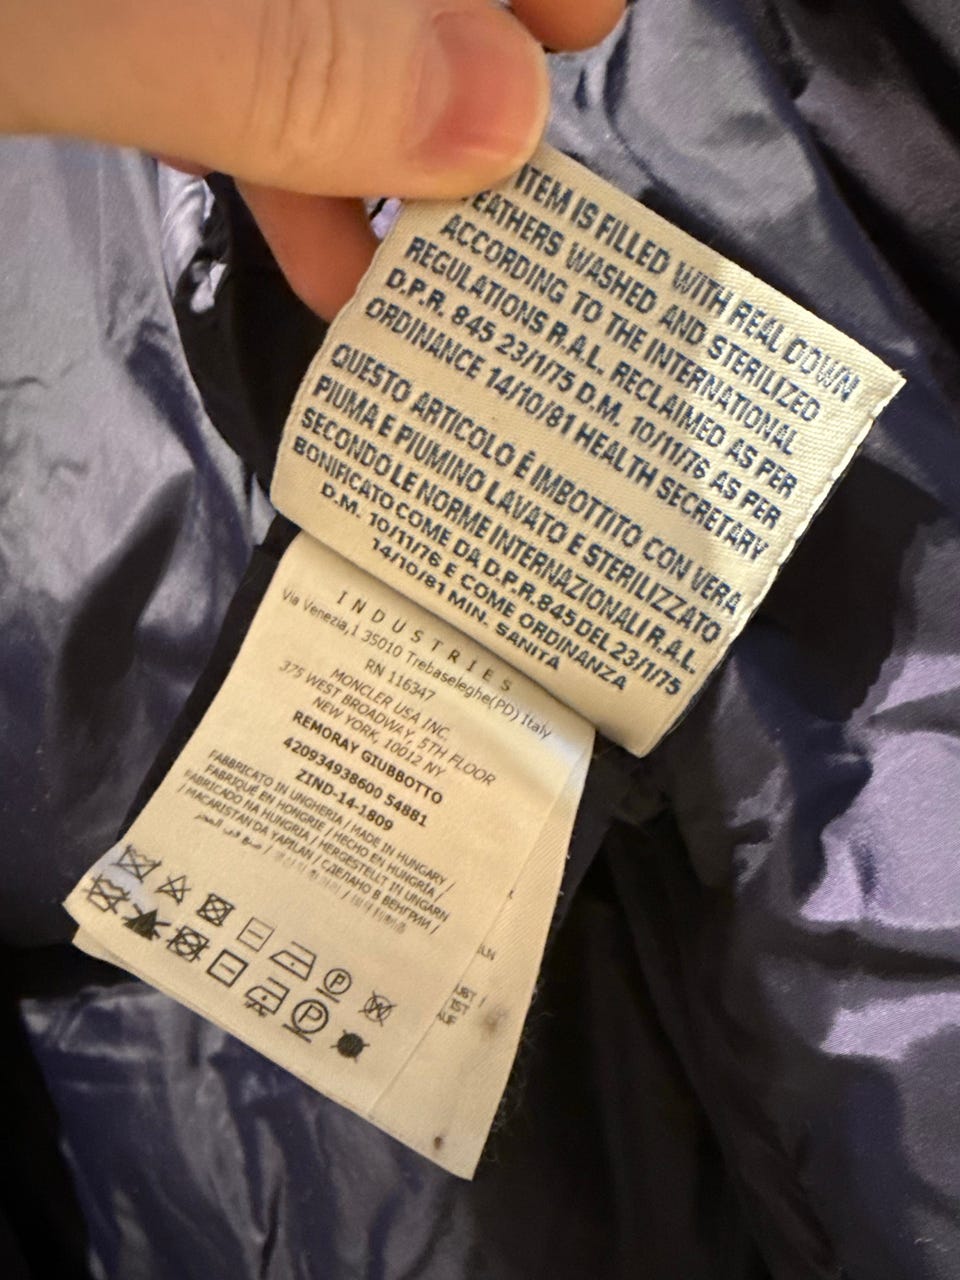 ITEM IS FILLED WITH REAL DOWN
FEATHERS WASHED AND STERILIZED
ACCORDING TO THE INTERNATIONAL
REGULATIONS R.A.L. RECLAIMED AS PER
D.P.R. 845 23/1/75 D.M. 10/11/76 AS PER
ORDINANCE 14/10/81 HEALTH SECRETARY
QUESTO ARTICOLO È IMBOTTITO CON VERA
PIUMA E PIUMINO LAVATO E STERILIZZATO
SECONDO LE NORME INTERNAZIONALI R.A.L.
BONIFICATO COME DA D.P.R. 845 DEL 23/1/75
D.M. 10/11/76 E COME ORDINANZA
14/10/81 MIN. SANITA
INDUSTRIES
Via Venezia,1 35010 Trebaseleghe(PD) Italy
RN 116347
MONCLER USA INC.
375 WEST BROADWAY, 5TH FLOOR
NEW YORK, 10012 NY
REMORAY GIUBBOTTO
420934938600 54881
ZIND-14-1809
FABBRICATO IN UNGHERIA / MADE IN HUNGARY /
FABRIQUÉ EN HONGRIE / HECHO EN HUNGRIA /
FABRICADO NA HUNGRIA / HERGESTELLT IN UNGARN
/ MACARISTAN'DA YAPILAN / СДЕЛАНО В ВЕНГРИИ /
صنع في المجر /
P
P